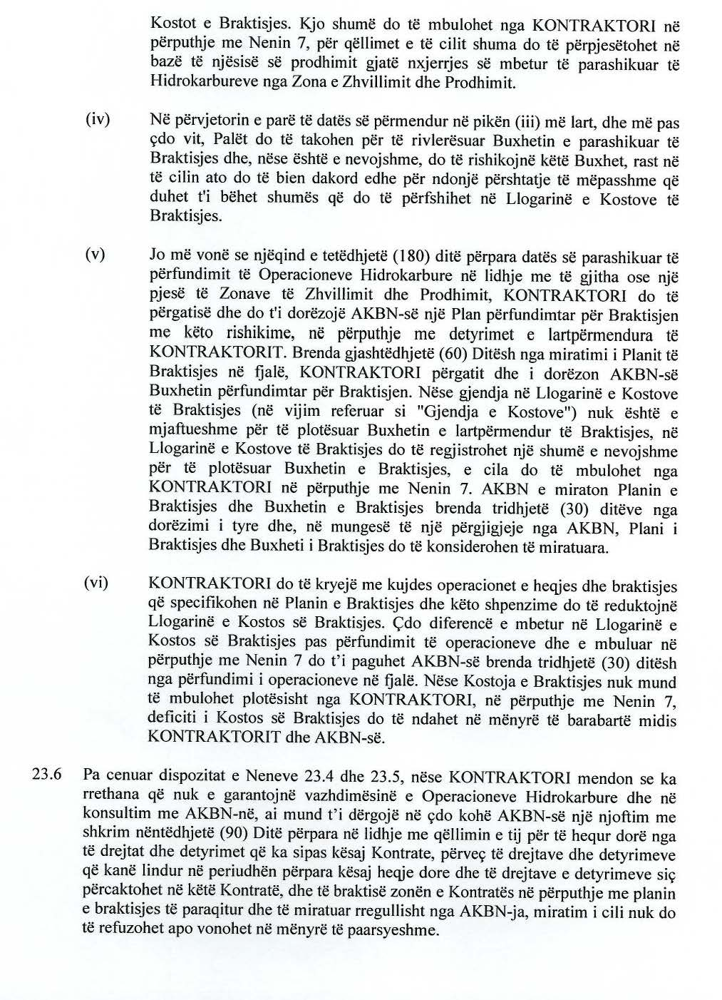 Kostot e Braktisjes. Kjo shumë do të mbulohet nga KONTRAKTORI në
përputhje me Nenin 7, për qëllimet e të cilit shuma do të përpjesëtohet në
bazë të njësisë së prodhimit gjatë nxjerrjes së mbetur të parashikuar të
Hidrokarbureve nga Zona e Zhvillimit dhe Prodhimit.
(iv) Në përvjetorin e parë të datës së përmendur në pikën (iii) më lart, dhe më pas
çdo vit, Palët do të takohen për të rivlerësuar Buxhetin e parashikuar të
Braktisjes dhe, nëse është e nevojshme, do të rishikojnë këtë Buxhet, rast në
të cilin ato do të bien dakord edhe për ndonjë përshtatje të mëpasshme që
duhet t'i bëhet shumës që do të përfshihet në Llogarinë e Kostove të
Braktisjes.
(v) Jo më vonë se njëqind e tetëdhjetë (180) ditë përpara datës së parashikuar të
përfundimit të Operacioneve Hidrokarbure në lidhje me të gjitha ose një
pjesë të Zonave të Zhvillimit dhe Prodhimit, KONTRAKTORI do të
përgatisë dhe do t'i dorëzojë AKBN-së një Plan përfundimtar për Braktisjen
me këto rishikime, në përputhje me detyrimet e lartpërmendura të
KONTRAKTORIT. Brenda gjashtëdhjetë (60) Ditësh nga miratimi i Planit të
Braktisjes në fjalë, KONTRAKTORI përgatit dhe i dorëzon AKBN-së
Buxhetin përfundimtar për Braktisjen. Nëse gjendja në Llogarinë e Kostove
të Braktisjes (në vijim referuar si "Gjendja e Kostove") nuk është e
mjaftueshme për të plotësuar Buxhetin e lartpërmendur të Braktisjes, në
Llogarinë e Kostove të Braktisjes do të regjistrohet një shumë e nevojshme
për të plotësuar Buxhetin e Braktisjes, e cila do të mbulohet nga
KONTRAKTORI në përputhje me Nenin 7. AKBN e miraton Planin e
Braktisjes dhe Buxhetin e Braktisjes brenda tridhjetë (30) ditëve nga
dorëzimi i tyre dhe, në mungesë të një përgjigjeje nga AKBN, Plani i
Braktisjes dhe Buxheti i Braktisjes do të konsiderohen të miratuara.
(vi) KONTRAKTORI do të kryejë me kujdes operacionet e heqjes dhe braktisjes
që specifikohen në Planin e Braktisjes dhe këto shpenzime do të reduktojnë
Llogarinë e Kostos së Braktisjes. Çdo diferencë e mbetur në Llogarinë e
Kostos së Braktisjes pas përfundimit të operacioneve dhe e mbuluar në
përputhje me Nenin 7 do t’i paguhet AKBN-së brenda tridhjetë (30) ditësh
nga përfundimi i operacioneve në fjalë. Nëse Kostoja e Braktisjes nuk mund
të mbulohet plotësisht nga KONTRAKTORI, në përputhje me Nenin 7,
deficiti i Kostos së Braktisjes do të ndahet në mënyrë të barabartë midis
KONTRAKTORIT dhe AKBN-së.
23.6 Pa cenuar dispozitat e Neneve 23.4 dhe 23.5, nëse KONTRAKTORI mendon se ka
rrethana që nuk e garantojnë vazhdimësinë e Operacioneve Hidrokarbure dhe në
konsultim me AKBN-në, ai mund t’i dërgojë në çdo kohë AKBN-së një njoftim me
shkrim nëntëdhjetë (90) Ditë përpara në lidhje me qëllimin e tij për të hequr dorë nga
të drejtat dhe detyrimet që ka sipas kësaj Kontrate, përveç të drejtave dhe detyrimeve
që kanë lindur në periudhën përpara kësaj heqje dore dhe të drejtave e detyrimeve siç
përcaktohet në këtë Kontratë, dhe të braktisë zonën e Kontratës në përputhje me planin
e braktisjes të paraqitur dhe të miratuar rregullisht nga AKBN-ja, miratim i cili nuk do
të refuzohet apo vonohet në mënyrë të paarsyeshme.